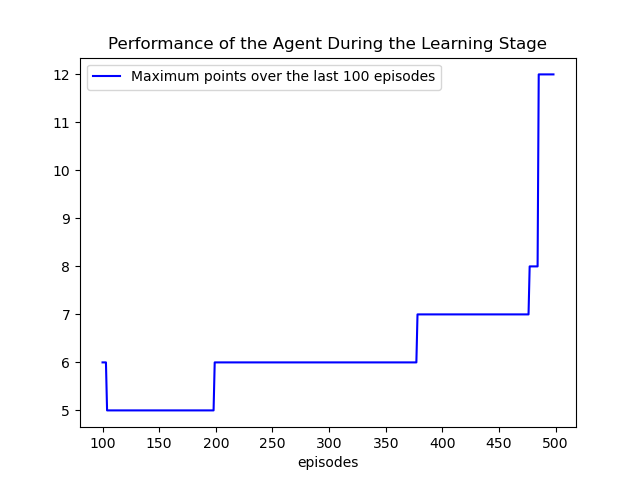 Performance of the Agent During the Learning Stage
Maximum points over the last 100 episodes
12
11
10
9
8
7
6
5
100 150 200 250 300 350 400 450 500
episodes